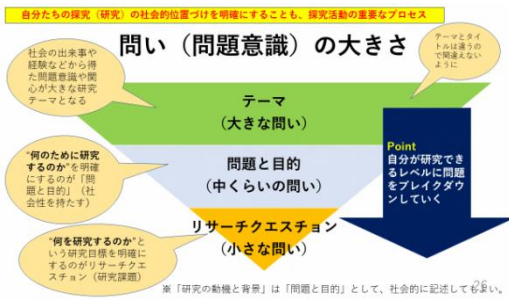 自分たちの探究（研究）の社会的位置づけを明確にすることも、探究活動の重要なプロセス
問い（問題意識）の大きさ
社会の出来事や
経験などから得
た問題意識や関
心が大きな研究
テーマとなる
テーマとタイ
トルは違うの
で間違えない
ように
テーマ
（大きな問い）
"何のために研究
するのか"を明確
にするのが「問
題と目的」（社
会性を持たす）
問題と目的
（中くらいの問い）
Point
自分が研究でき
るレベルに問題
をブレイクダウ
ンしていく
リサーチクエスチョン
（小さな問い）
"何を研究するのか"と
いう研究目標を明確に
するのがリサーチクエ
スチョン（研究課題）
※「研究の動機と背景」は「問題と目的」として、社会的に記述してもよい。
26